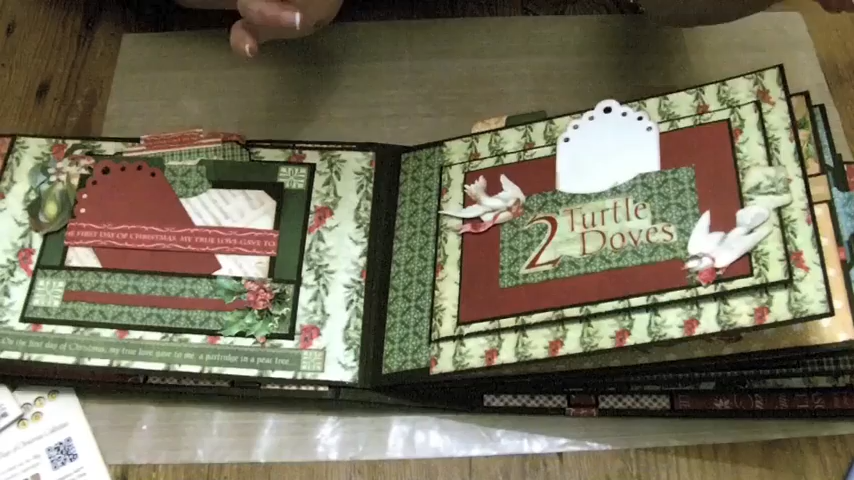 FIRST DAY OF CHRISTMAS, MY TRUE LOVE GAVE TO
On the first day of Christmas, my true love gave to me, a partridge in a pear tree.
2 Turtle
Doves